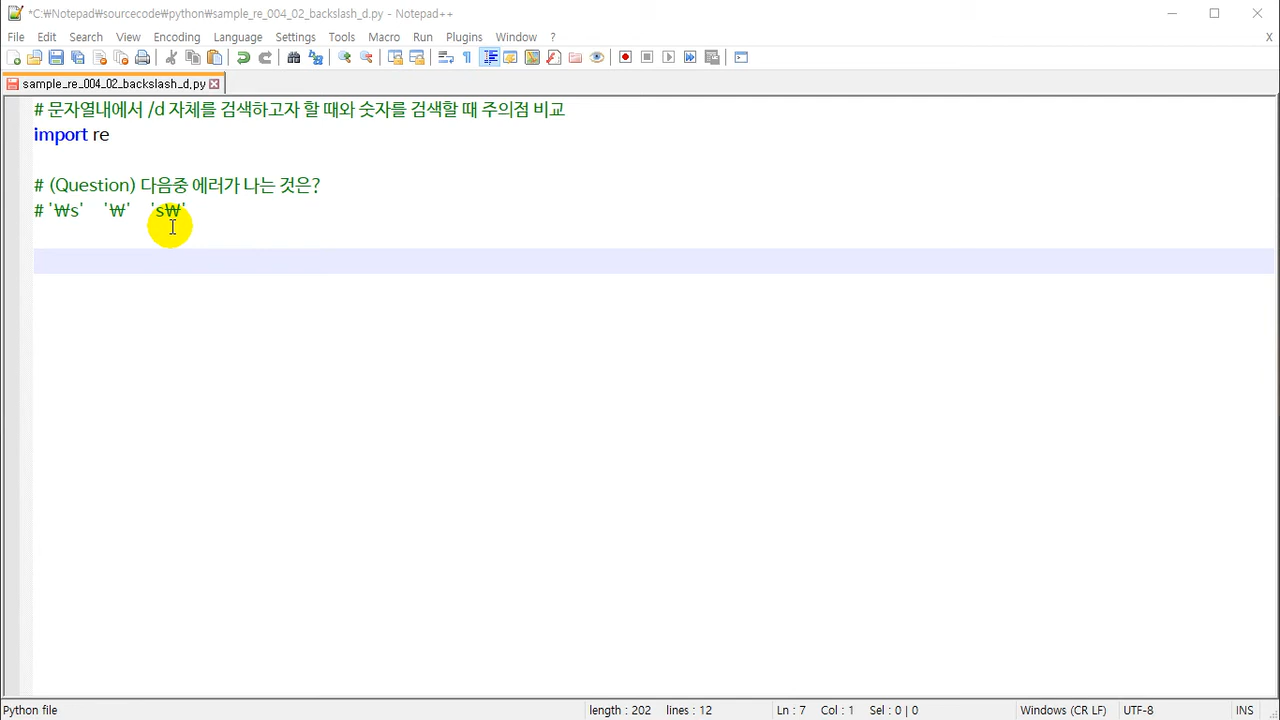 *C:₩Notepad₩sourcecode₩python₩sample_re_004_02_backslash_d.py - Notepad++
File Edit Search View Encoding Language Settings Tools Macro Run Plugins Window ? X
sample_re_004_02_backslash_d.py
# 문자열내에서 /d 자체를 검색하고자 할 때와 숫자를 검색할 때 주의점 비교
import re
# (Question) 다음중 에러가 나는 것은?
# '₩s' '₩' 's₩'
Python file length : 202 lines : 12 Ln : 7 Col : 1 Sel : 0 | 0 Windows (CR LF) UTF-8 INS